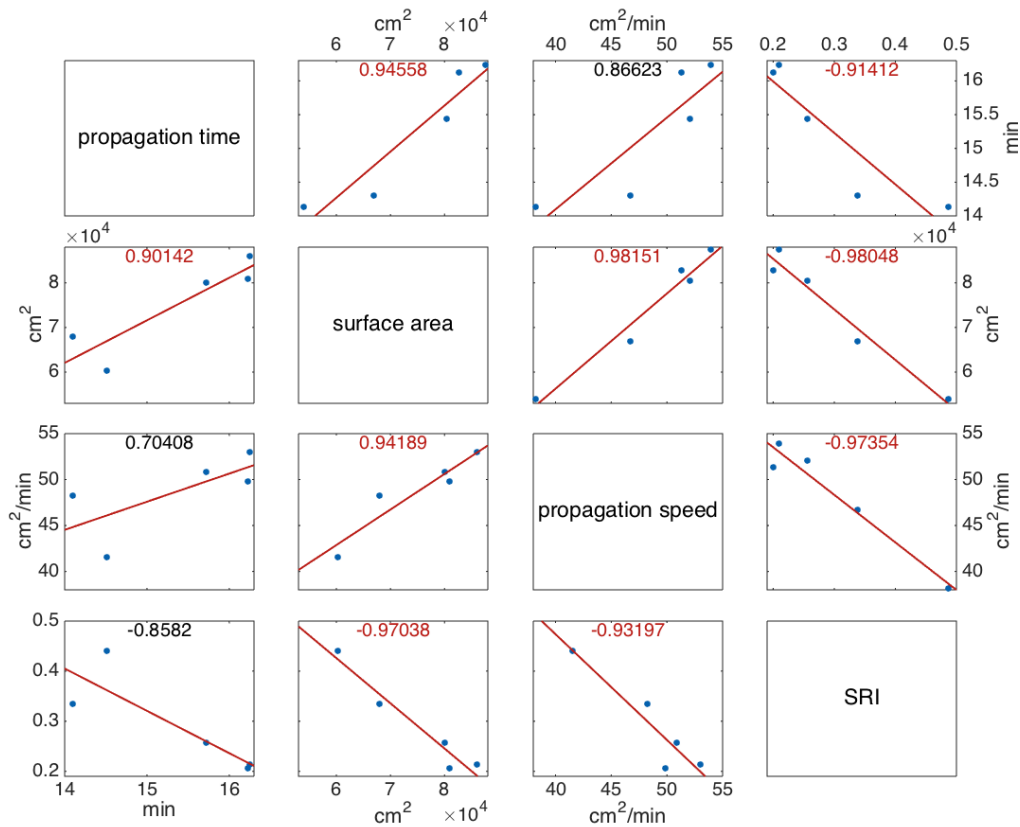 cm² ×10⁴ cm²/min
6 7 8 40 45 50 55 0.2 0.3 0.4 0.5
propagation time 0.94558 0.86623 -0.91412 16 15.5 15 14.5 14 min
×10⁴ ×10⁴
cm² 8 7 6 0.90142 surface area 0.98151 -0.98048 8 7 6 cm²
cm²/min 55 50 45 40 0.70408 0.94189 propagation speed -0.97354 55 50 45 40 cm²/min
0.5 0.4 0.3 0.2 -0.8582 -0.97038 -0.93197 SRI
14 15 16 6 7 8 40 45 50 55 0.2 0.3 0.4 0.5
min cm² ×10⁴ cm²/min